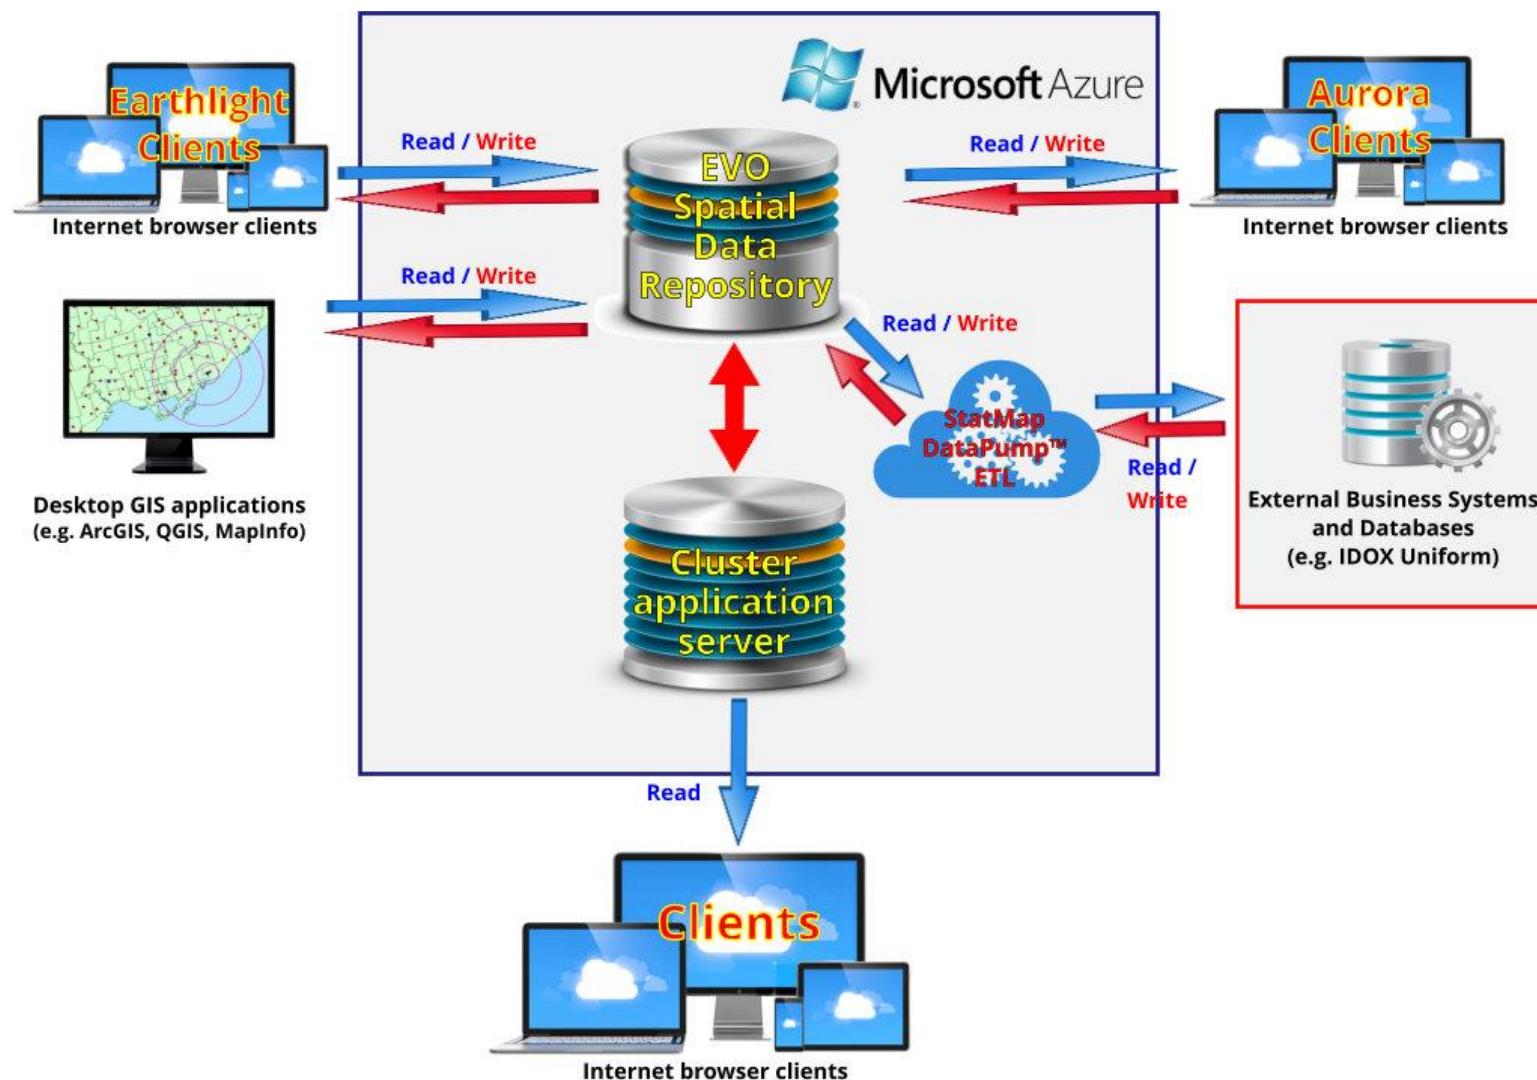 Microsoft Azure
Earthlight
Clients
Internet browser clients
Read / Write
EVO
Spatial
Data
Repository
Read / Write
Aurora
Clients
Internet browser clients
Read / Write
Desktop GIS applications
(e.g. ArcGIS, QGIS, MapInfo)
Read / Write
StatMap
DataPump™
ETL
Read /
Write
External Business Systems
and Databases
(e.g. IDOX Uniform)
Cluster
application
server
Read
Clients
Internet browser clients